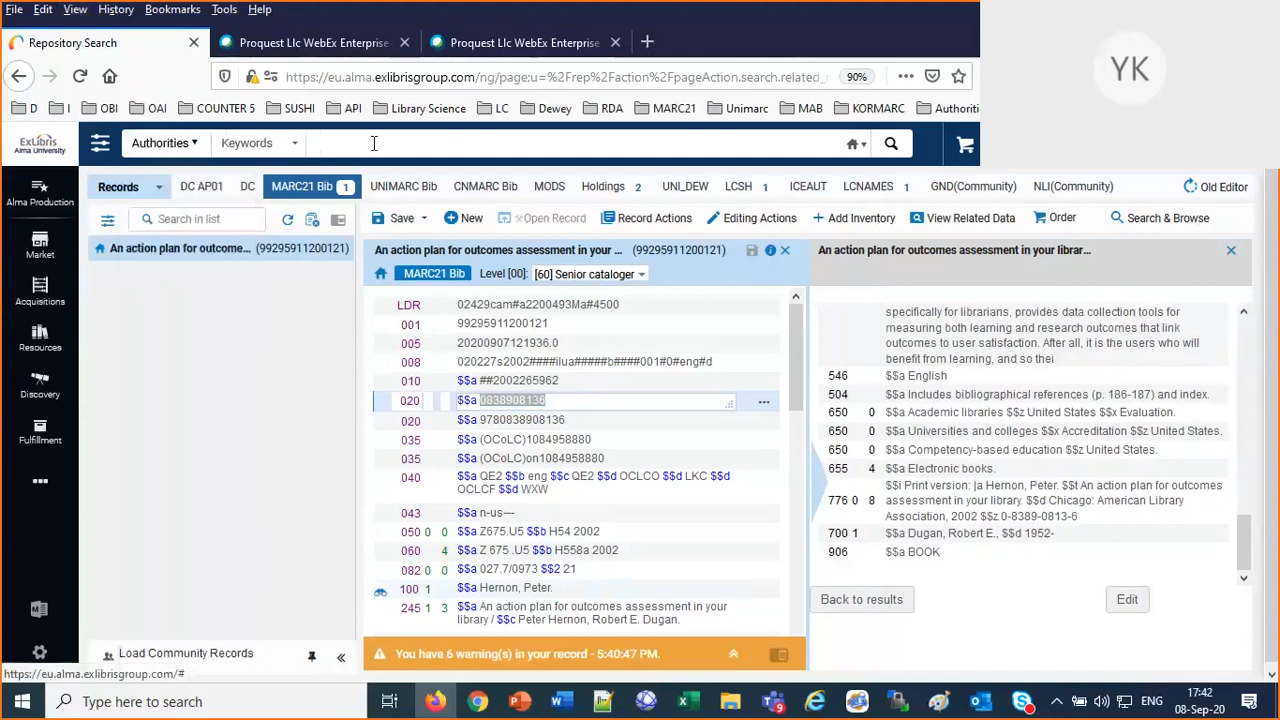 File Edit View History Bookmarks Tools Help
Repository Search
Proquest Llc WebEx Enterprise
Proquest Llc WebEx Enterprise
https://eu.alma.exlibrisgroup.com/ng/page;u=%2Frep%2Faction%2FpageAction.search.related_
90%
D I OBI OAI COUNTER 5 SUSHI API Library Science LC Dewey RDA MARC21 Unimarc MAB KORMARC Authoriti
YK
ExLibris
Alma University
Authorities Keywords
Records DC AP01 DC MARC21 Bib 1 UNIMARC Bib CNMARC Bib MODS Holdings 2 UNI_DEW LCSH 1 ICEAUT LCNAMES 1 GND(Community) NLI(Community) Old Editor
Search in list
Save New Open Record Record Actions Editing Actions Add Inventory View Related Data Order Search & Browse
An action plan for outcome... (99295911200121)
Alma Production
Market
Acquisitions
Resources
Discovery
Fulfillment
An action plan for outcomes assessment in your ... (99295911200121)
MARC21 Bib Level [00]: [60] Senior cataloger
LDR 02429cam#a2200493Ma#4500
001 99295911200121
005 20200907121936.0
008 020227s2002####ilua#####b####001#0#eng#d
010 $$a ##2002265962
020 $$a 0838908136
020 $$a 9780838908136
035 $$a (OCoLC)1084958880
035 $$a (OCoLC)on1084958880
040 $$a QE2 $$b eng $$c QE2 $$d OCLCO $$d LKC $$d
OCLCF $$d WXW
043 $$a n-us---
050 0 0 $$a Z675.U5 $$b H54 2002
060 4 $$a Z 675 .U5 $$b H558a 2002
082 0 0 $$a 027.7/0973 $$2 21
100 1 $$a Hernon, Peter.
245 1 3 $$a An action plan for outcomes assessment in your
library / $$c Peter Hernon, Robert E. Dugan.
You have 6 warning(s) in your record - 5:40:47 PM.
An action plan for outcomes assessment in your librar...
specifically for librarians, provides data collection tools for
measuring both learning and research outcomes that link
outcomes to user satisfaction. After all, it is the users who will
benefit from learning, and so thei
546 $$a English
504 $$a Includes bibliographical references (p. 186-187) and index.
650 0 $$a Academic libraries $$z United States $$x Evaluation.
650 0 $$a Universities and colleges $$x Accreditation $$z United States.
650 0 $$a Competency-based education $$z United States.
655 4 $$a Electronic books.
776 0 8 $$i Print version: |a Hernon, Peter. $$t An action plan for outcomes
assessment in your library. $$d Chicago: American Library
Association, 2002 $$z 0-8389-0813-6
700 1 $$a Dugan, Robert E., $$d 1952-
906 $$a BOOK
Back to results Edit
Load Community Records
https://eu.alma.exlibrisgroup.com/#
Type here to search
ENG
17:42
08-Sep-20